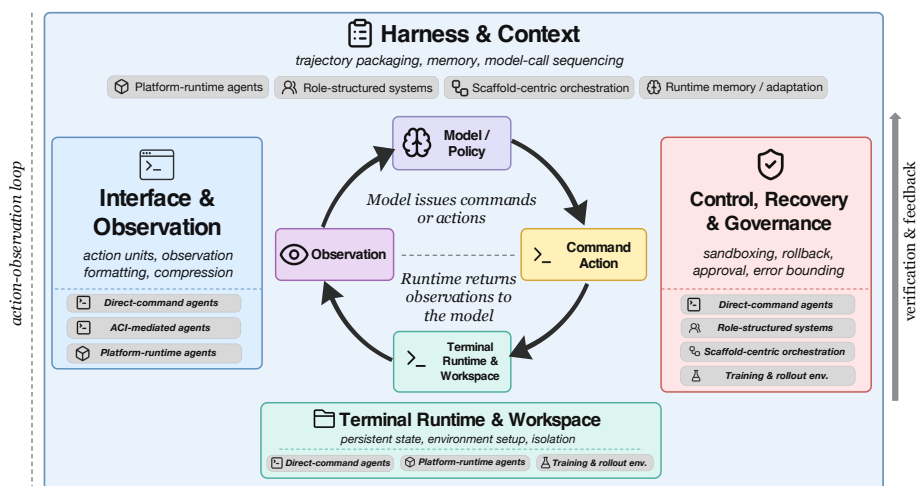 Harness & Context
trajectory packaging, memory, model-call sequencing
Platform-runtime agents
Role-structured systems
Scaffold-centric orchestration
Runtime memory / adaptation
action-observation loop
Interface &
Observation
action units, observation
formatting, compression
Direct-command agents
ACI-mediated agents
Platform-runtime agents
Model /
Policy
Model issues commands
or actions
Observation
Command
Action
Runtime returns
observations to
the model
Terminal
Runtime &
Workspace
Control, Recovery
& Governance
sandboxing, rollback,
approval, error bounding
Direct-command agents
Role-structured systems
Scaffold-centric orchestration
Training & rollout env.
verification & feedback
Terminal Runtime & Workspace
persistent state, environment setup, isolation
Direct-command agents
Platform-runtime agents
Training & rollout env.